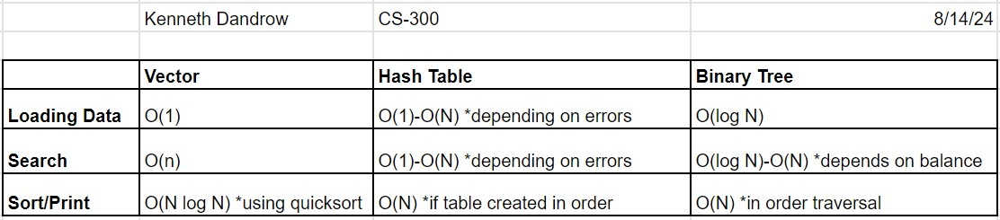 Kenneth Dandrow CS-300 8/14/24
Vector Hash Table Binary Tree
Loading Data O(1) O(1)-O(N) *depending on errors O(log N)
Search O(n) O(1)-O(N) *depending on errors O(log N)-O(N) *depends on balance
Sort/Print O(N log N) *using quicksort O(N) *if table created in order O(N) *in order traversal